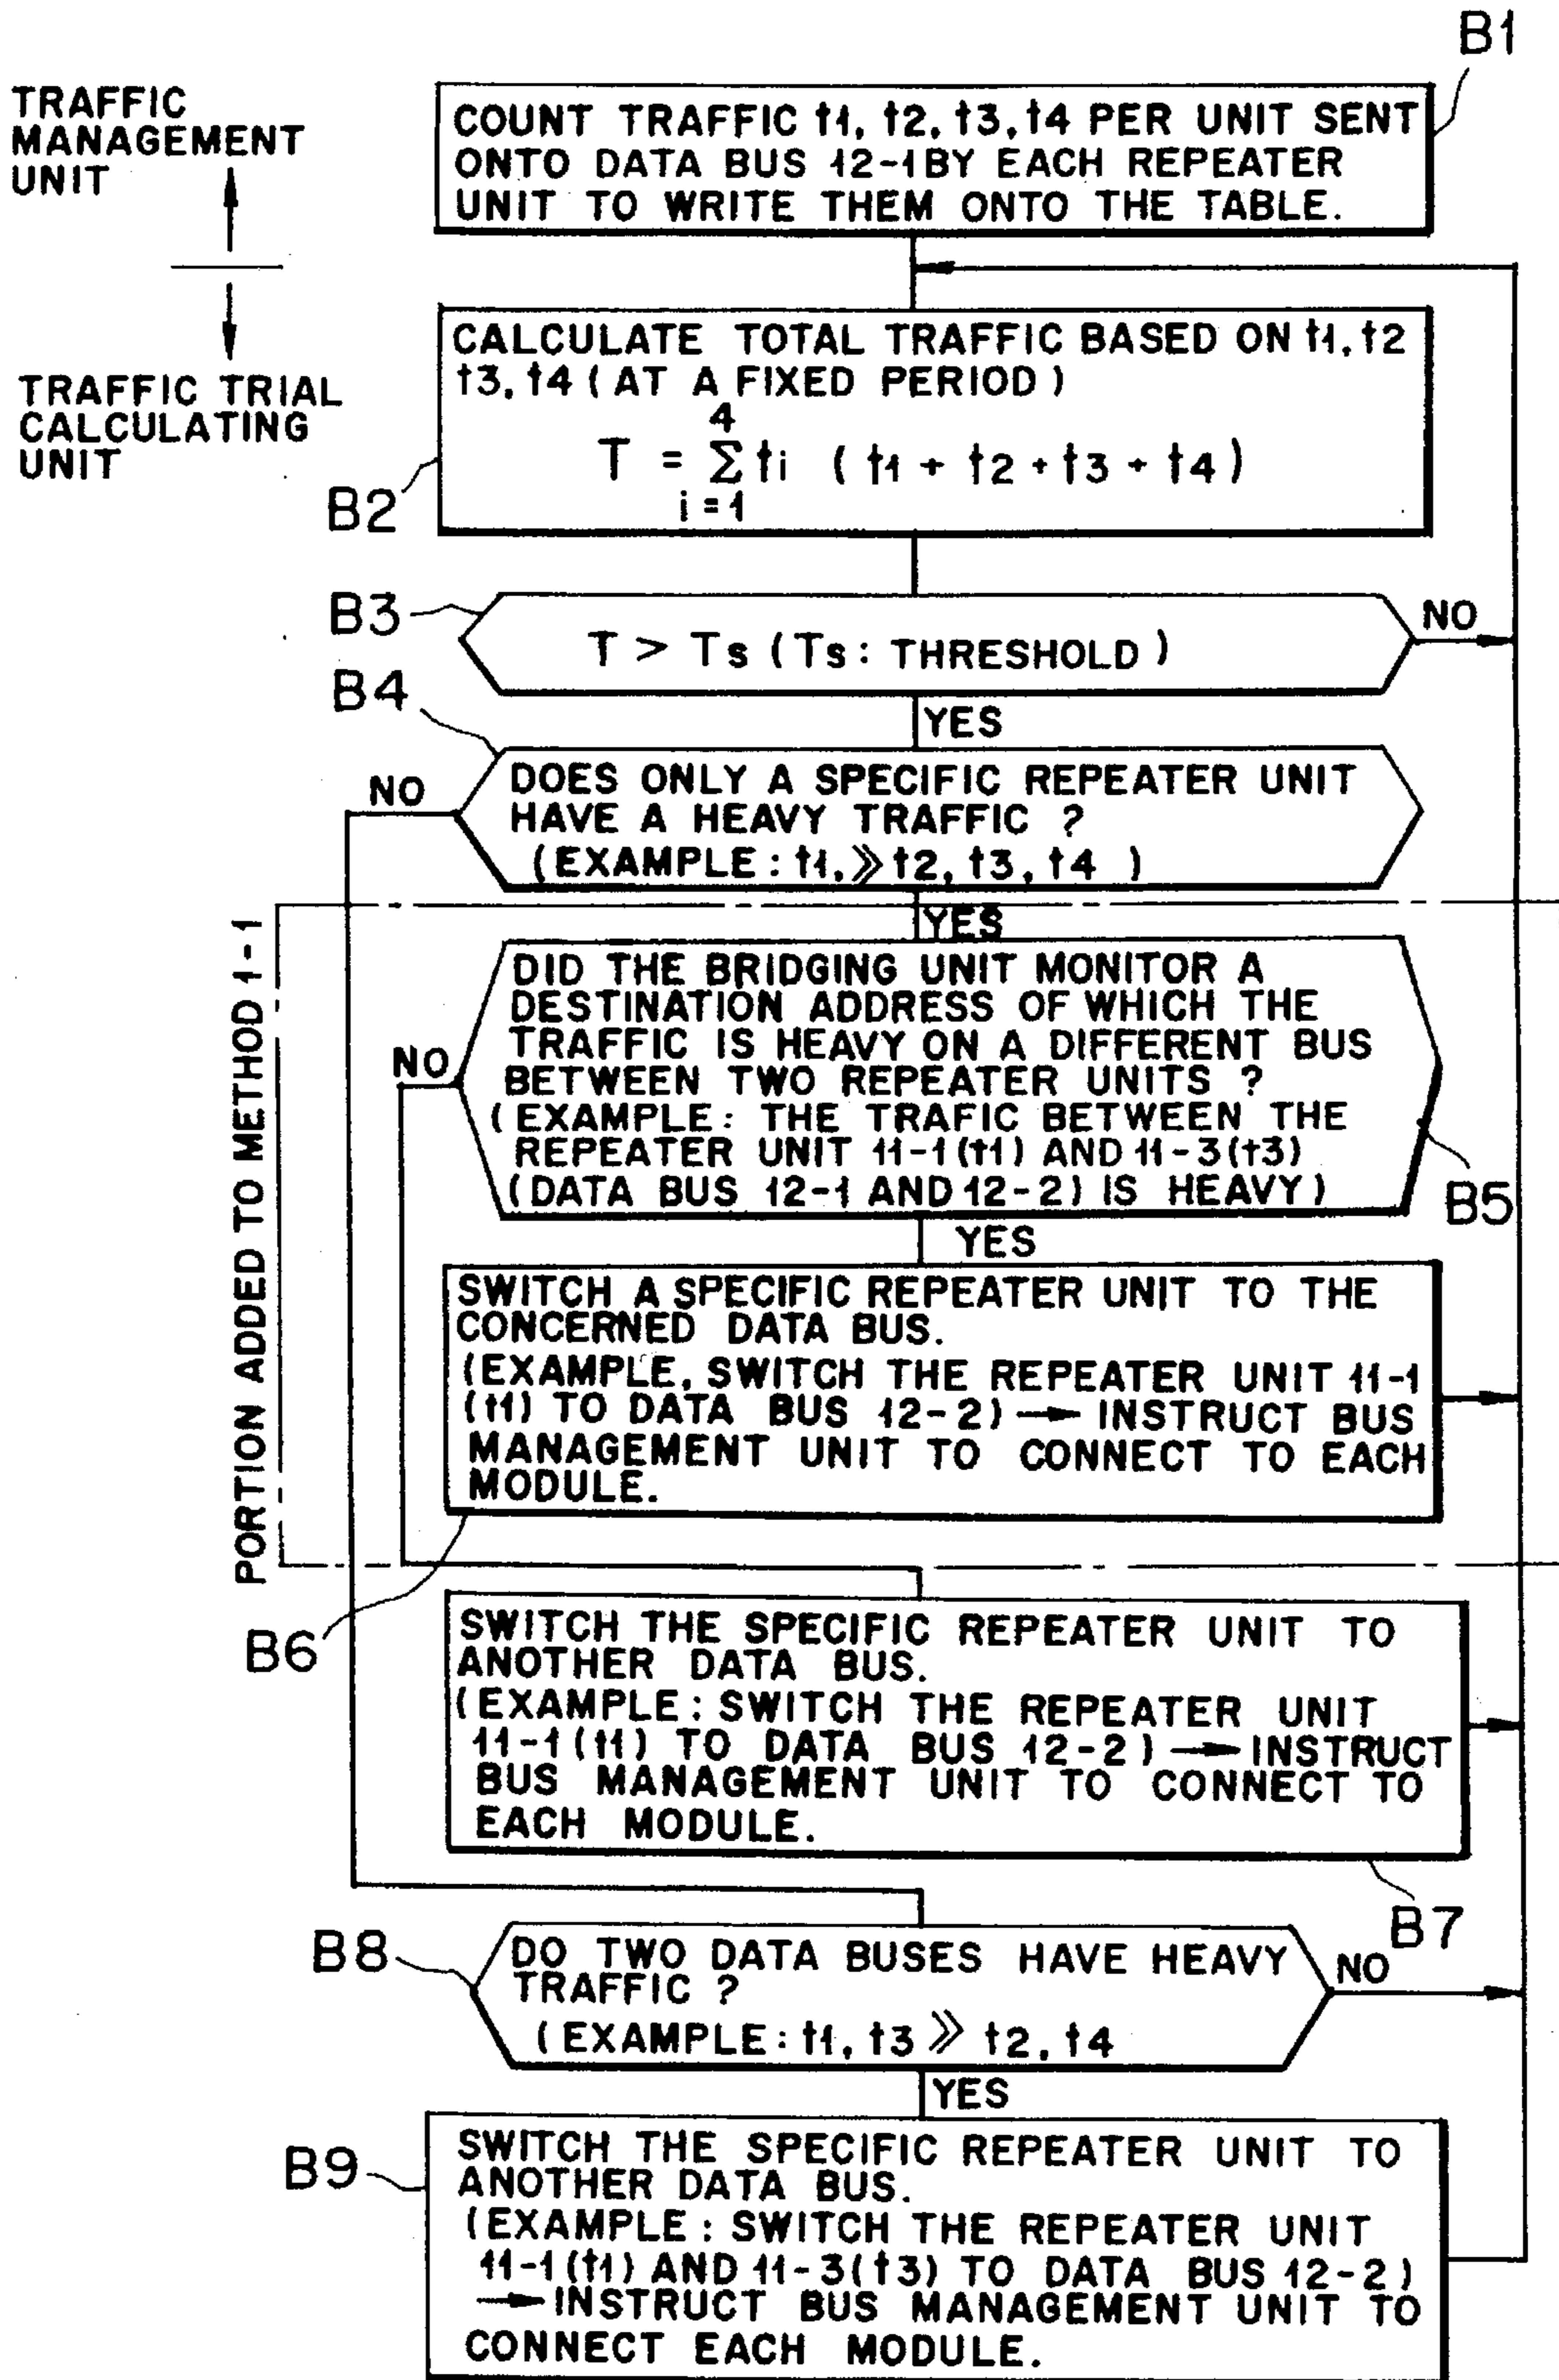 B1
TRAFFIC
MANAGEMENT
UNIT
COUNT TRAFFIC t1, t2, t3, t4 PER UNIT SENT
ONTO DATA BUS 12-1 BY EACH REPEATER
UNIT TO WRITE THEM ONTO THE TABLE.
TRAFFIC TRIAL
CALCULATING
UNIT
B2
CALCULATE TOTAL TRAFFIC BASED ON t1, t2
t3, t4 ( AT A FIXED PERIOD )
4
T = Σ ti ( t1 + t2 + t3 + t4 )
i = 1
B3
T > Ts ( Ts : THRESHOLD )
NO
YES
B4
NO
DOES ONLY A SPECIFIC REPEATER UNIT
HAVE A HEAVY TRAFFIC ?
( EXAMPLE : t1, ≫ t2, t3, t4 )
YES
PORTION ADDED TO METHOD 1-1
NO
DID THE BRIDGING UNIT MONITOR A
DESTINATION ADDRESS OF WHICH THE
TRAFFIC IS HEAVY ON A DIFFERENT BUS
BETWEEN TWO REPEATER UNITS ?
( EXAMPLE : THE TRAFIC BETWEEN THE
REPEATER UNIT 11-1 (t1) AND 11-3 (t3)
(DATA BUS 12-1 AND 12-2) IS HEAVY )
B5
YES
SWITCH A SPECIFIC REPEATER UNIT TO THE
CONCERNED DATA BUS.
(EXAMPLE, SWITCH THE REPEATER UNIT 11-1
(t1) TO DATA BUS 12-2) → INSTRUCT BUS
MANAGEMENT UNIT TO CONNECT TO EACH
MODULE.
B6
SWITCH THE SPECIFIC REPEATER UNIT TO
ANOTHER DATA BUS.
(EXAMPLE : SWITCH THE REPEATER UNIT
11-1 (t1) TO DATA BUS 12-2) → INSTRUCT
BUS MANAGEMENT UNIT TO CONNECT TO
EACH MODULE.
B7
B8
DO TWO DATA BUSES HAVE HEAVY
TRAFFIC ?
( EXAMPLE : t1, t3 ≫ t2, t4
NO
YES
B9
SWITCH THE SPECIFIC REPEATER UNIT TO
ANOTHER DATA BUS.
(EXAMPLE : SWITCH THE REPEATER UNIT
11-1 (t1) AND 11-3 (t3) TO DATA BUS 12-2 )
→ INSTRUCT BUS MANAGEMENT UNIT TO
CONNECT EACH MODULE.